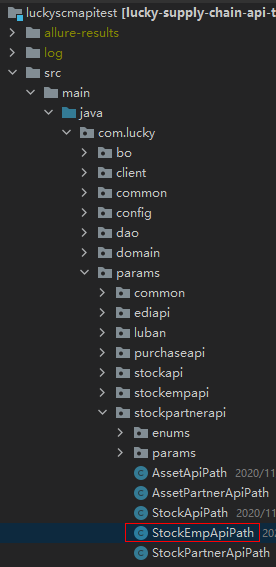 luckyscmapitest [lucky-supply-chain-api-t
allure-results
log
src
main
java
com.lucky
bo
client
common
config
dao
domain
params
common
ediapi
luban
purchaseapi
stockapi
stockempapi
stockpartnerapi
enums
params
AssetApiPath 2020/11
AssetPartnerApiPath
StockApiPath 2020/11
StockEmpApiPath 20
StockPartnerApiPath